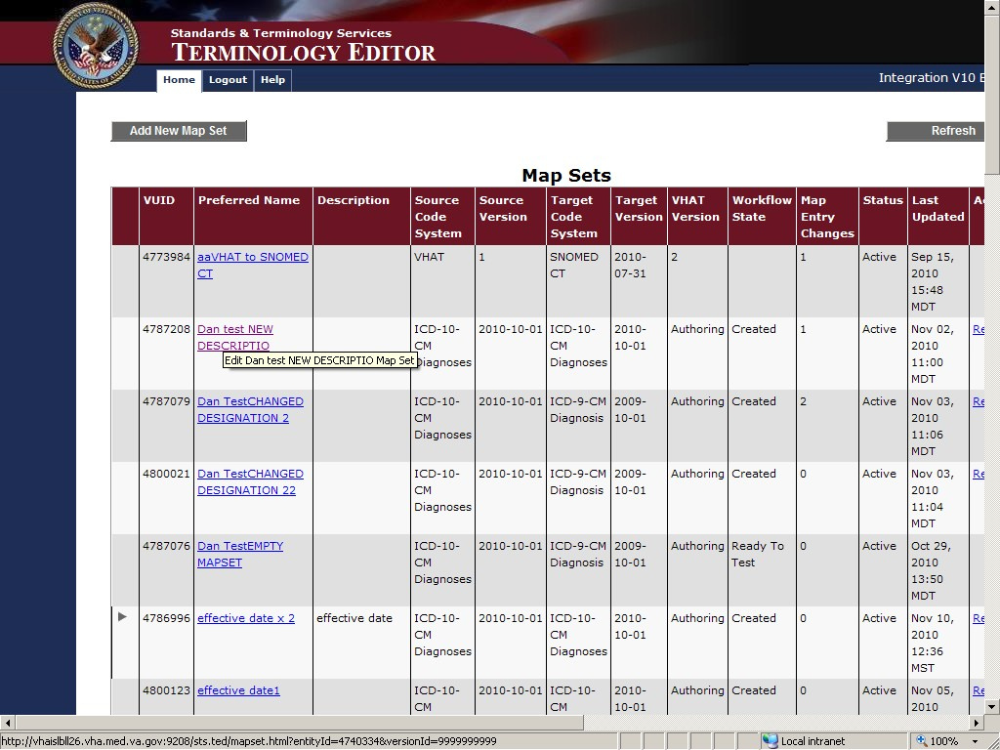 Standards & Terminology Services
TERMINOLOGY EDITOR
Home Logout Help
Integration V10
Add New Map Set
Refresh
Map Sets
VUID Preferred Name Description Source Code System Source Version Target Code System Target Version VHAT Version Workflow State Map Entry Changes Status Last Updated
4773984 aaVHAT to SNOMED CT VHAT 1 SNOMED CT 2010-07-31 2 1 Active Sep 15, 2010 15:48 MDT
4787208 Dan test NEW DESCRIPTIO ICD-10-CM Diagnoses 2010-10-01 ICD-10-CM Diagnoses 2010-10-01 Authoring Created 1 Active Nov 02, 2010 11:00 MDT Re
Edit Dan test NEW DESCRIPTIO Map Set
4787079 Dan TestCHANGED DESIGNATION 2 ICD-10-CM Diagnoses 2010-10-01 ICD-9-CM Diagnosis 2009-10-01 Authoring Created 2 Active Nov 03, 2010 11:06 MDT Re
4800021 Dan TestCHANGED DESIGNATION 22 ICD-10-CM Diagnoses 2010-10-01 ICD-9-CM Diagnosis 2009-10-01 Authoring Created 0 Active Nov 03, 2010 11:04 MDT Re
4787076 Dan TestEMPTY MAPSET ICD-10-CM Diagnoses 2010-10-01 ICD-9-CM Diagnosis 2009-10-01 Authoring Ready To Test 0 Active Oct 29, 2010 13:50 MDT
4786996 effective date x 2 effective date ICD-10-CM Diagnoses 2010-10-01 ICD-10-CM Diagnoses 2010-10-01 Authoring Created 0 Active Nov 10, 2010 12:36 MST Re
4800123 effective date1 ICD-10-CM 2010-10-01 ICD-10-CM 2010-10-01 Authoring Created 0 Active Nov 05, 2010 Re
http://vhaislbll26.vha.med.va.gov:9208/sts.ted/mapset.html?entityId=4740334&versionId=9999999999
Local intranet
100%